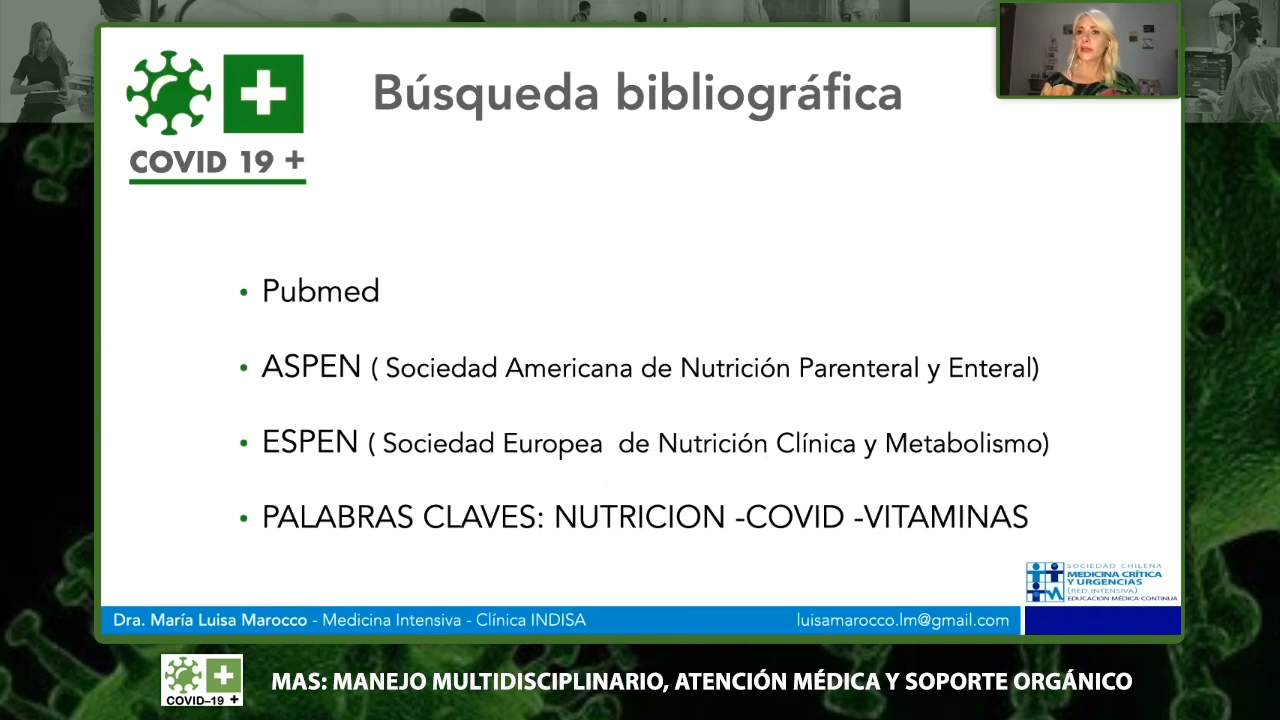 Búsqueda bibliográfica
COVID 19 +
• Pubmed
• ASPEN ( Sociedad Americana de Nutrición Parenteral y Enteral)
• ESPEN ( Sociedad Europea de Nutrición Clínica y Metabolismo)
• PALABRAS CLAVES: NUTRICION -COVID -VITAMINAS
SOCIEDAD CHILENA
MEDICINA CRÍTICA
Y URGENCIAS
(RED INTENSIVA)
EDUCACIÓN MÉDICA CONTINUA
Dra. María Luisa Marocco - Medicina Intensiva - Clínica INDISA
luisamarocco.lm@gmail.com
COVID–19 +
MAS: MANEJO MULTIDISCIPLINARIO, ATENCIÓN MÉDICA Y SOPORTE ORGÁNICO